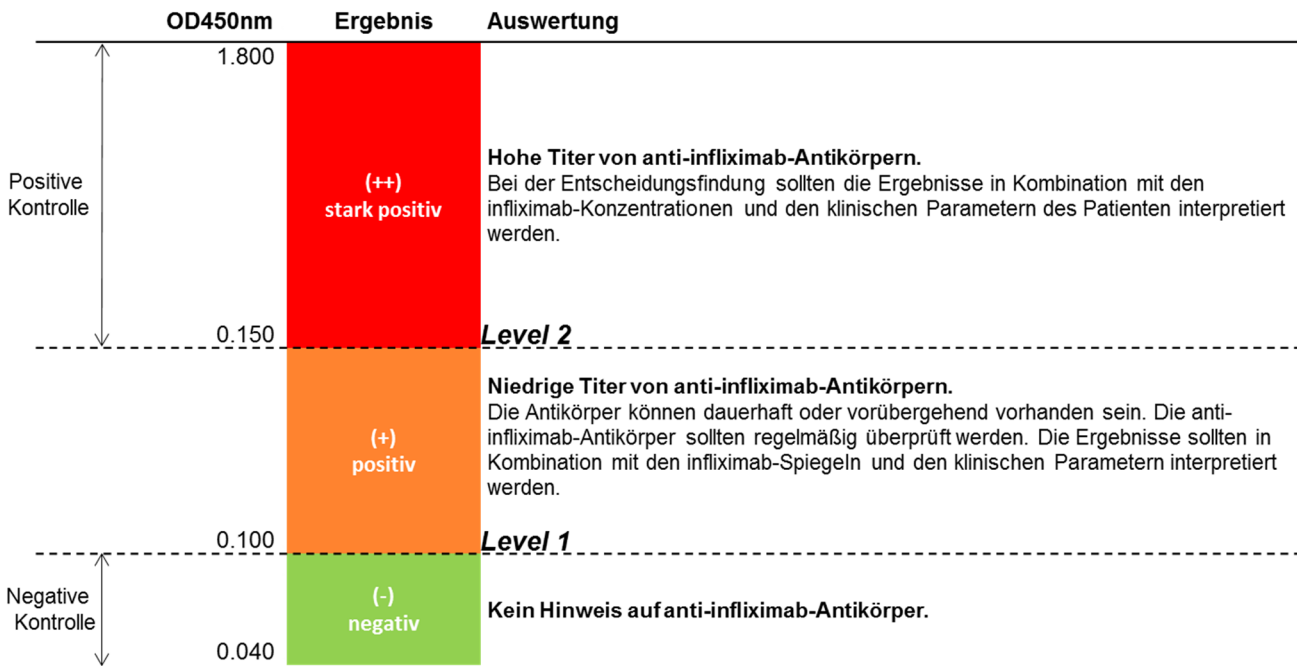 OD450nm Ergebnis Auswertung
1.800
Positive
Kontrolle
(++)
stark positiv
Hohe Titer von anti-infliximab-Antikörpern.
Bei der Entscheidungsfindung sollten die Ergebnisse in Kombination mit den
infliximab-Konzentrationen und den klinischen Parametern des Patienten interpretiert
werden.
0.150
Level 2
(+)
positiv
Niedrige Titer von anti-infliximab-Antikörpern.
Die Antikörper können dauerhaft oder vorübergehend vorhanden sein. Die anti-
infliximab-Antikörper sollten regelmäßig überprüft werden. Die Ergebnisse sollten in
Kombination mit den infliximab-Spiegeln und den klinischen Parametern interpretiert
werden.
0.100
Level 1
Negative
Kontrolle
(-)
negativ
Kein Hinweis auf anti-infliximab-Antikörper.
0.040